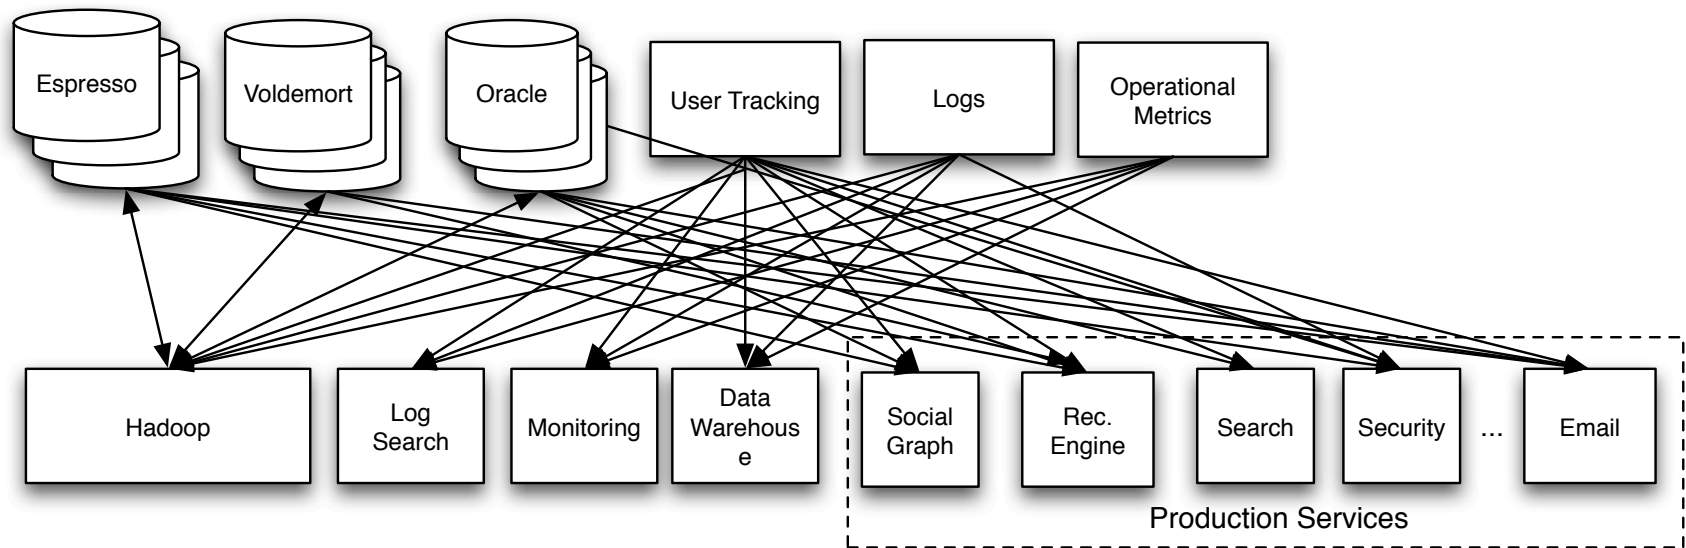 Espresso
Voldemort
Oracle
User Tracking
Logs
Operational
Metrics
Hadoop
Log
Search
Monitoring
Data
Warehous
e
Social
Graph
Rec.
Engine
Search
Security
...
Email
Production Services